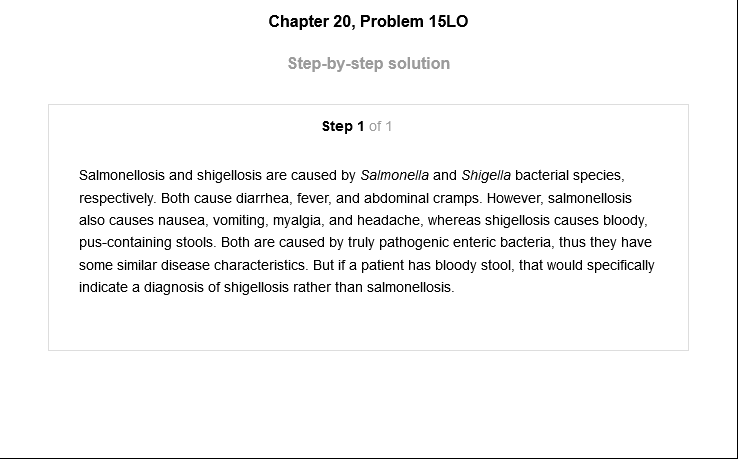 Chapter 20, Problem 15LO
Step-by-step solution
Step 1 of 1
Salmonellosis and shigellosis are caused by Salmonella and Shigella bacterial species,
respectively. Both cause diarrhea, fever, and abdominal cramps. However, salmonellosis
also causes nausea, vomiting, myalgia, and headache, whereas shigellosis causes bloody,
pus-containing stools. Both are caused by truly pathogenic enteric bacteria, thus they have
some similar disease characteristics. But if a patient has bloody stool, that would specifically
indicate a diagnosis of shigellosis rather than salmonellosis.